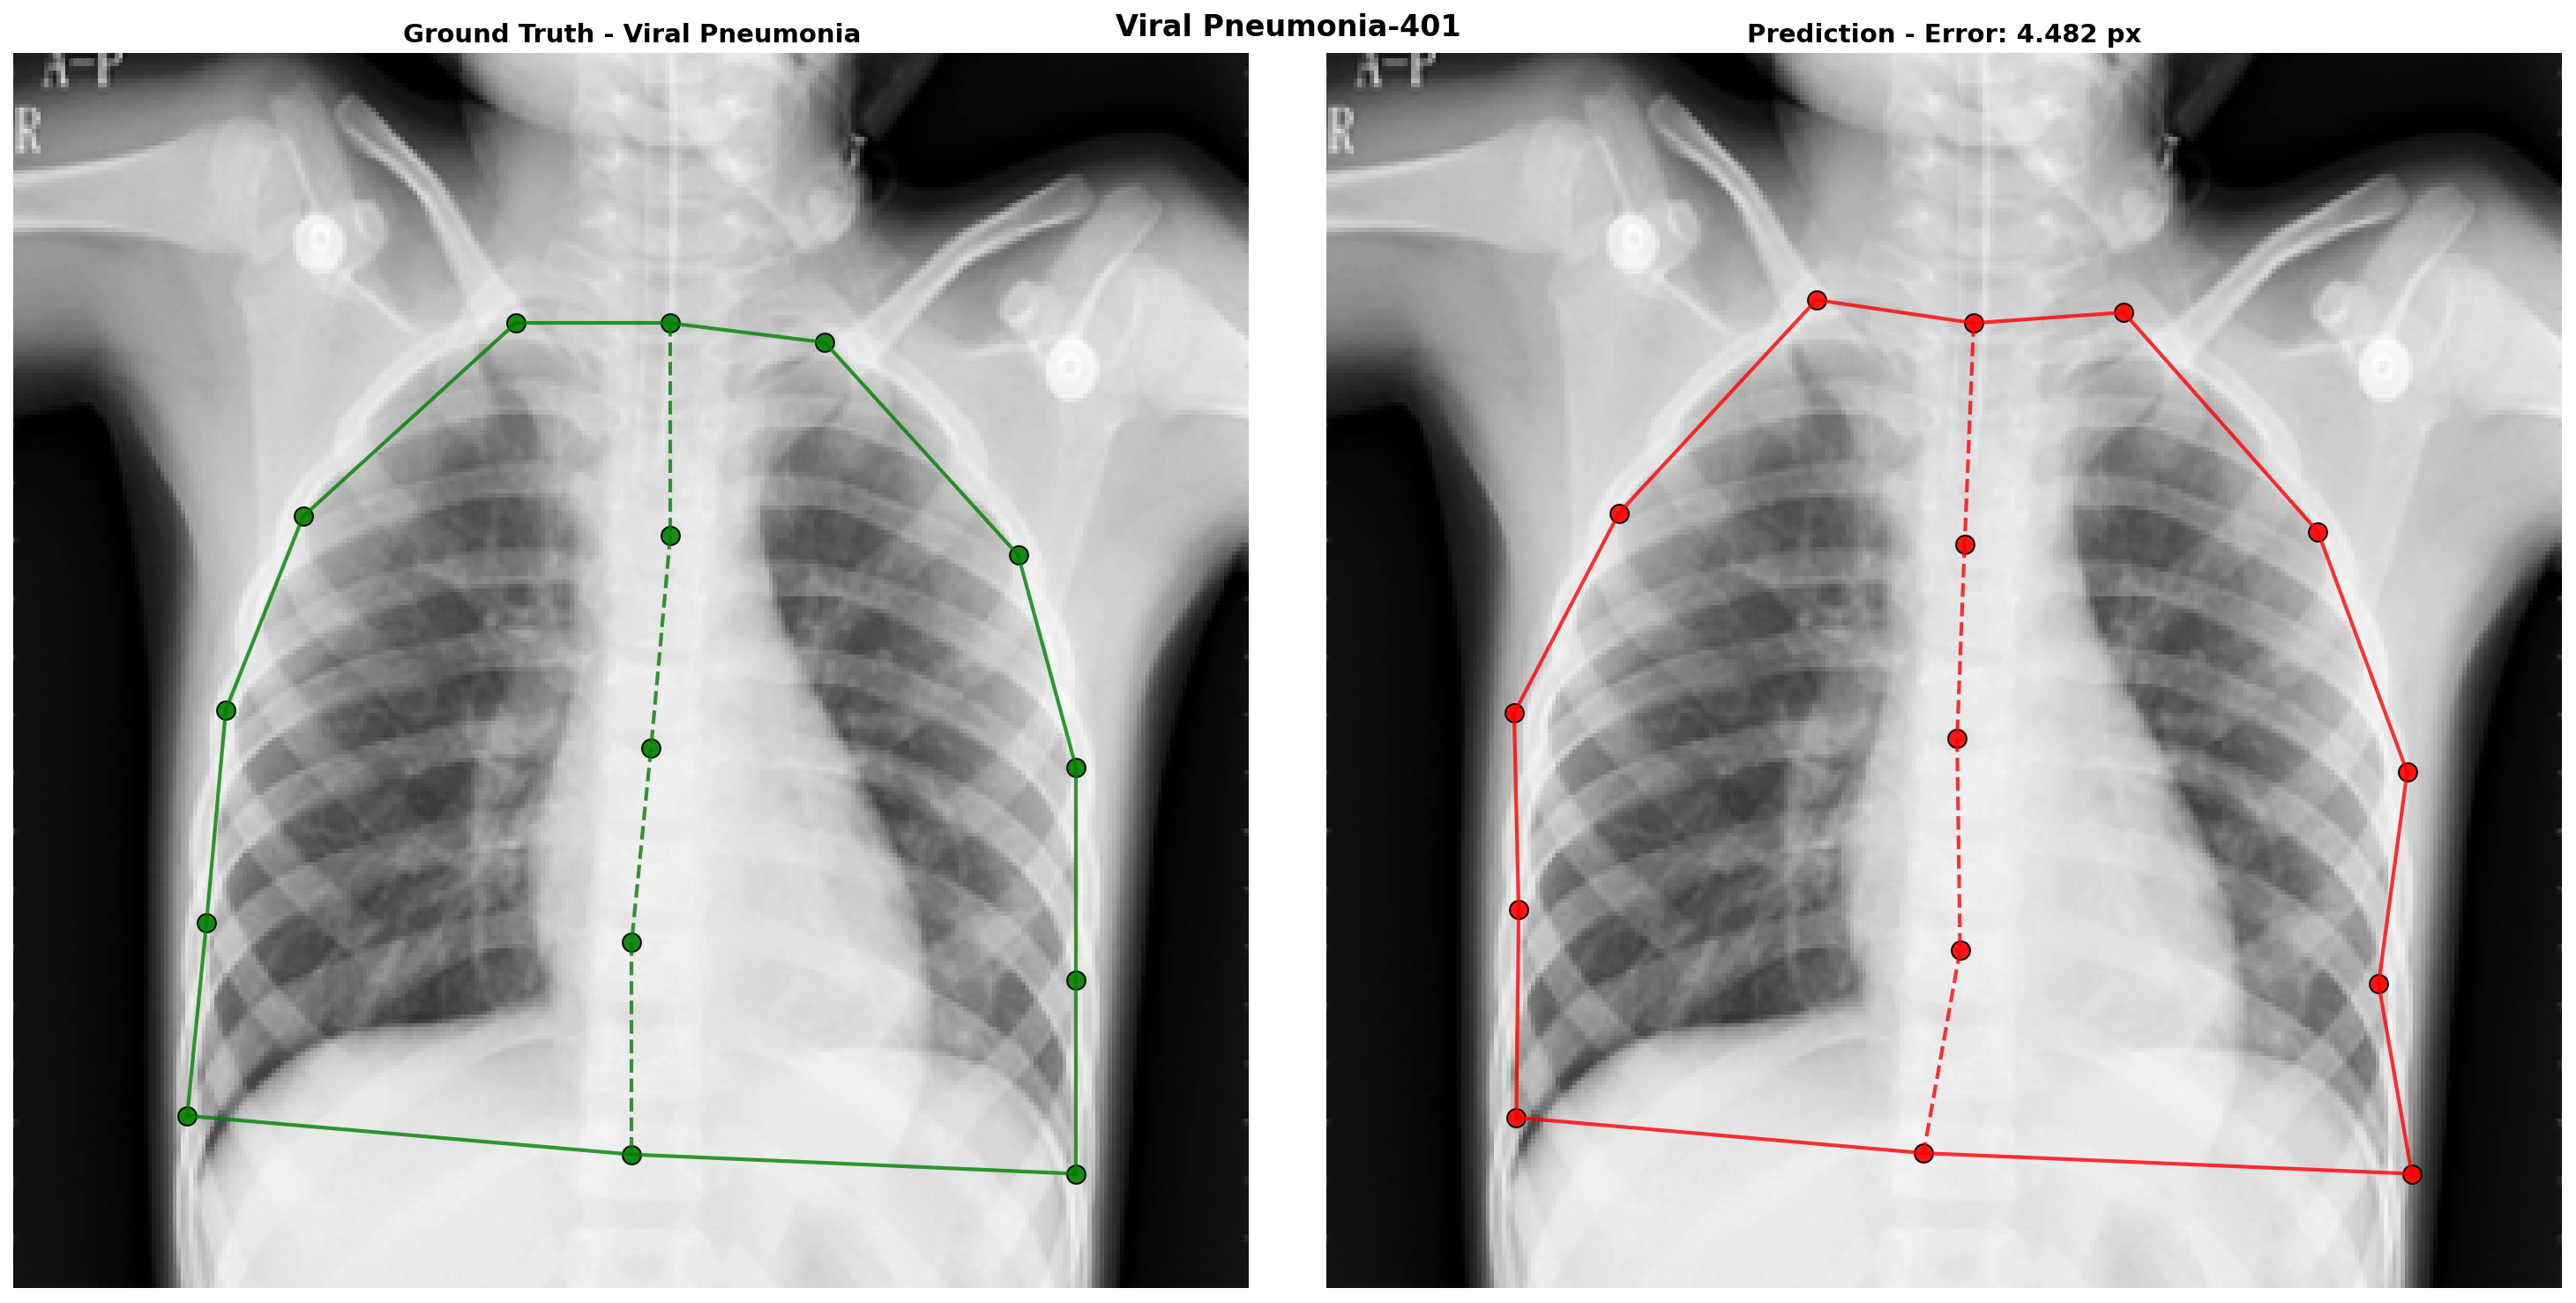 Viral Pneumonia-401
Ground Truth - Viral Pneumonia
Prediction - Error: 4.482 px
A-P
R
A-P
R